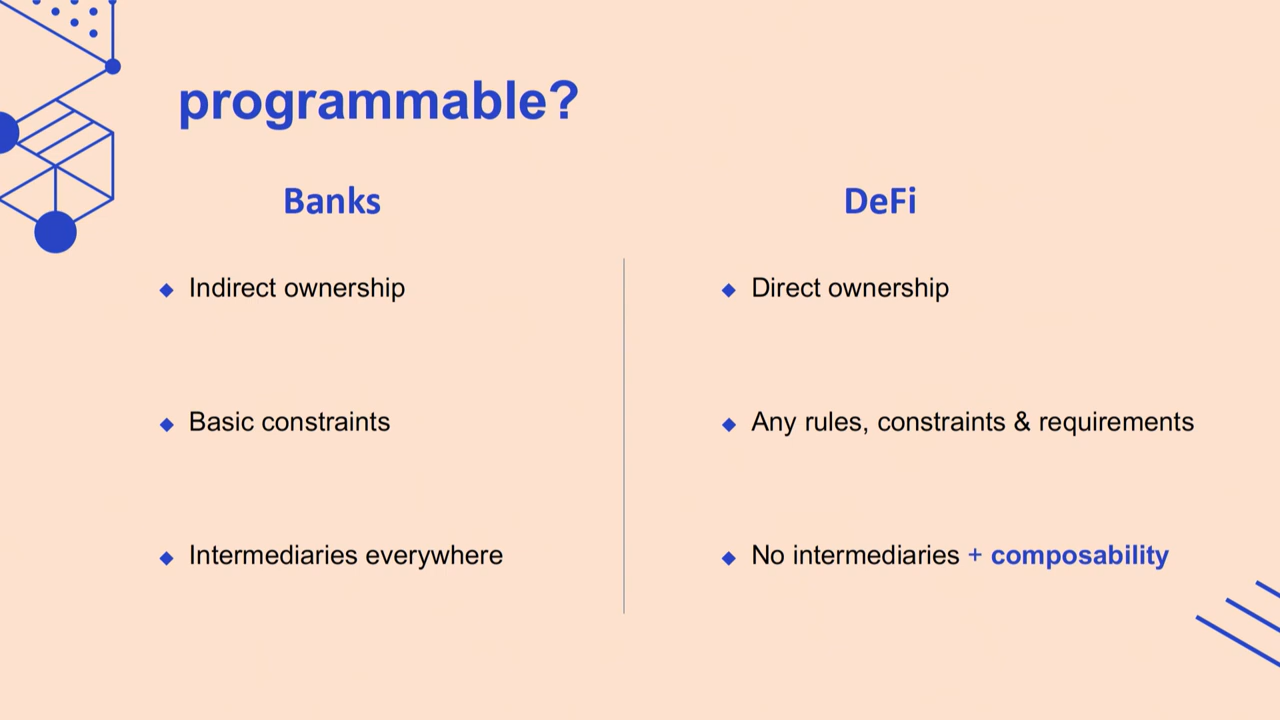 programmable?
Banks
Indirect ownership
Basic constraints
Intermediaries everywhere
DeFi
Direct ownership
Any rules, constraints & requirements
No intermediaries + composability